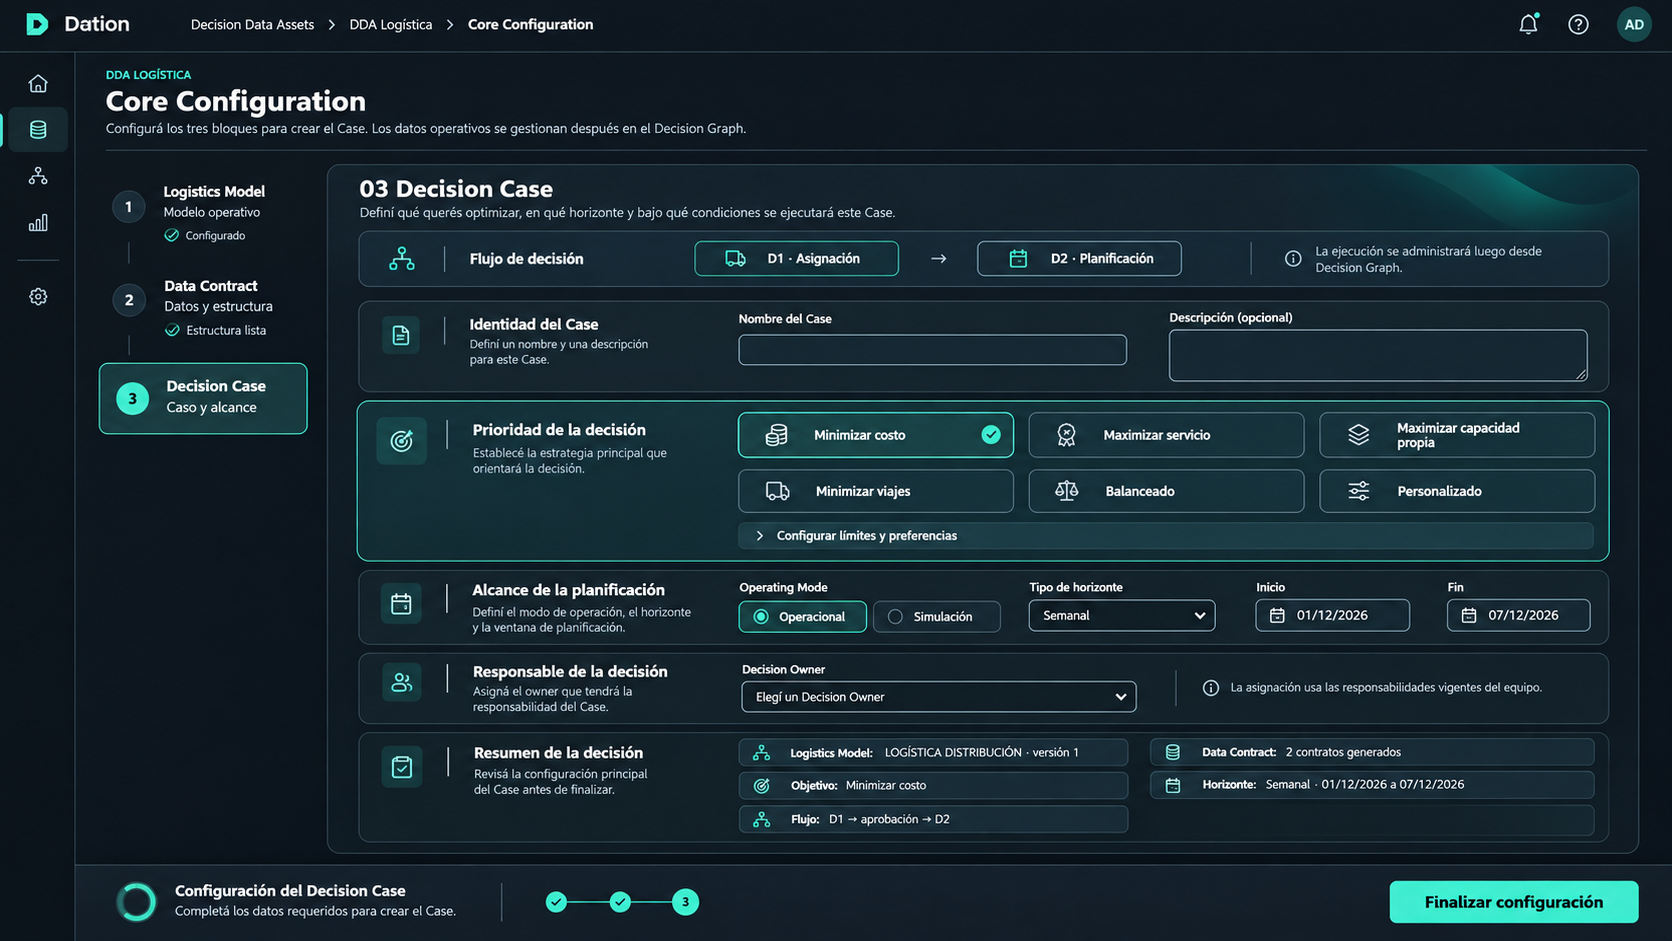 Dation
Decision Data Assets > DDA Logística > Core Configuration
AD
DDA LOGÍSTICA
Core Configuration
Configurá los tres bloques para crear el Case. Los datos operativos se gestionan después en el Decision Graph.
1
Logistics Model
Modelo operativo
Configurado
2
Data Contract
Datos y estructura
Estructura lista
3
Decision Case
Caso y alcance
03 Decision Case
Definí qué querés optimizar, en qué horizonte y bajo qué condiciones se ejecutará este Case.
Flujo de decisión
D1 · Asignación
→
D2 · Planificación
La ejecución se administrará luego desde
Decision Graph.
Identidad del Case
Definí un nombre y una descripción
para este Case.
Nombre del Case
Descripción (opcional)
Prioridad de la decisión
Establecé la estrategia principal que
orientará la decisión.
Minimizar costo
Maximizar servicio
Maximizar capacidad
propia
Minimizar viajes
Balanceado
Personalizado
> Configurar límites y preferencias
Alcance de la planificación
Definí el modo de operación, el horizonte
y la ventana de planificación.
Operating Mode
Operacional
Simulación
Tipo de horizonte
Semanal
Inicio
01/12/2026
Fin
07/12/2026
Responsable de la decisión
Asigná el owner que tendrá la
responsabilidad del Case.
Decision Owner
Elegí un Decision Owner
La asignación usa las responsabilidades vigentes del equipo.
Resumen de la decisión
Revisá la configuración principal
del Case antes de finalizar.
Logistics Model: LOGÍSTICA DISTRIBUCIÓN · versión 1
Data Contract: 2 contratos generados
Objetivo: Minimizar costo
Horizonte: Semanal · 01/12/2026 a 07/12/2026
Flujo: D1 → aprobación → D2
Configuración del Decision Case
Completá los datos requeridos para crear el Case.
3
Finalizar configuración